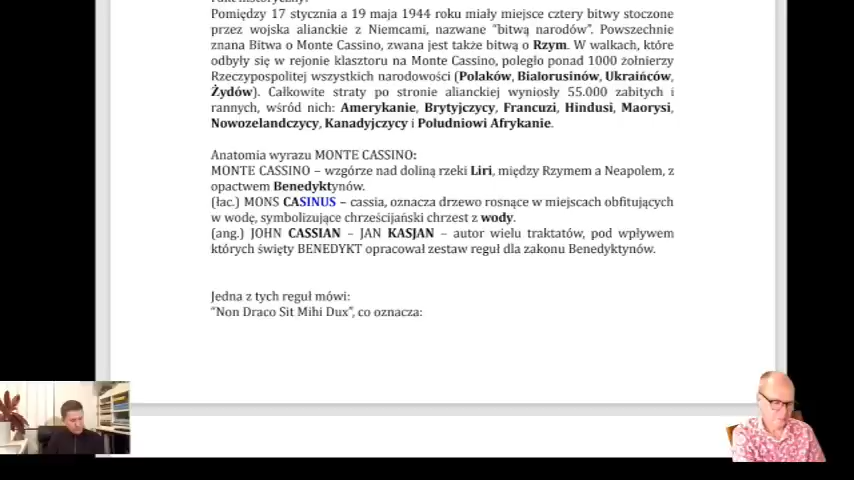 Pomiędzy 17 stycznia a 19 maja 1944 roku miały miejsce cztery bitwy stoczone
przez wojska alianckie z Niemcami, nazwane "bitwą narodów". Powszechnie
znana Bitwa o Monte Cassino, zwana jest także bitwą o Rzym. W walkach, które
odbyły się w rejonie klasztoru na Monte Cassino, poległo ponad 1000 żołnierzy
Rzeczypospolitej wszystkich narodowości (Polaków, Białorusinów, Ukraińców,
Żydów). Całkowite straty po stronie alianckiej wyniosły 55.000 zabitych i
rannych, wśród nich: Amerykanie, Brytyjczycy, Francuzi, Hindusi, Maorysi,
Nowozelandczycy, Kanadyjczycy i Południowi Afrykanie.
Anatomia wyrazu MONTE CASSINO:
MONTE CASSINO – wzgórze nad doliną rzeki Liri, między Rzymem a Neapolem, z
opactwem Benedyktynów.
(łac.) MONS CASINUS – cassia, oznacza drzewo rosnące w miejscach obfitujących
w wodę, symbolizujące chrześcijański chrzest z wody.
(ang.) JOHN CASSIAN – JAN KASJAN – autor wielu traktatów, pod wpływem
których święty BENEDYKT opracował zestaw reguł dla zakonu Benedyktynów.
Jedna z tych reguł mówi:
"Non Draco Sit Mihi Dux", co oznacza: